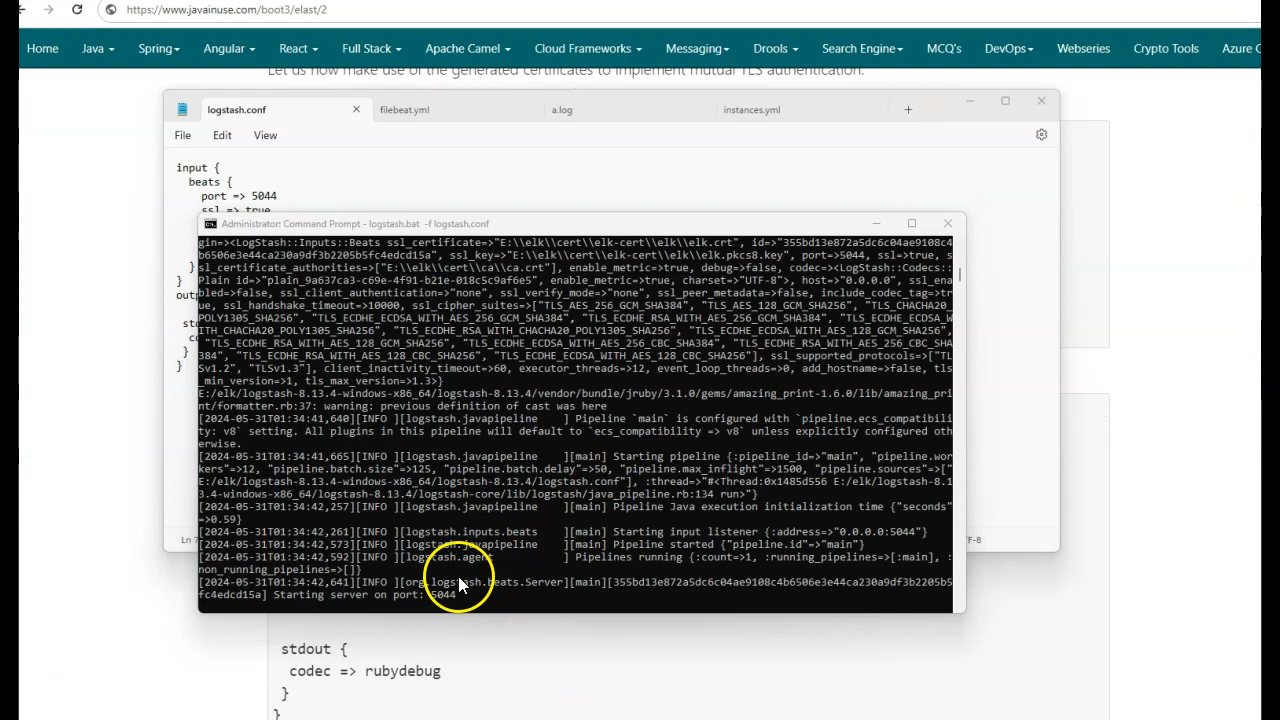 https://www.javainuse.com/boot3/elast/2
Home Java Spring Angular React Full Stack Apache Camel Cloud Frameworks Messaging Drools Search Engine MCQ's DevOps Webseries Crypto Tools Azure
Let us now make use of the generated certificates to implement mutual TLS authentication.
logstash.conf filebeat.yml a.log instances.yml
File Edit View
input {
beats {
port => 5044
ssl => true
Administrator: Command Prompt - logstash.bat -f logstash.conf
gin=><LogStash::Inputs::Beats ssl_certificate=>"E:\\elk\\cert\\elk-cert\\elk\\elk.crt", id=>"355bd13e872a5dc6c04ae9108c4
b6506e3e44ca230a9df3b2205b5fc4edcd15a", ssl_key=>"E:\\elk\\cert\\elk-cert\\elk\\elk.pkcs8.key", port=>5044, ssl=>true, s
sl_certificate_authorities=>["E:\\elk\\cert\\ca\\ca.crt"], enable_metric=>true, debug=>false, codec=><LogStash::Codecs::
Plain id=>"plain_9a637ca3-c69e-4f91-b21e-018c5c9af6e5", enable_metric=>true, charset=>"UTF-8">, host=>"0.0.0.0", ssl_ena
bled=>false, ssl_client_authentication=>"none", ssl_verify_mode=>"none", ssl_peer_metadata=>false, include_codec_tag=>tr
ue, ssl_handshake_timeout=>10000, ssl_cipher_suites=>["TLS_AES_256_GCM_SHA384", "TLS_AES_128_GCM_SHA256", "TLS_CHACHA20_
POLY1305_SHA256", "TLS_ECDHE_ECDSA_WITH_AES_256_GCM_SHA384", "TLS_ECDHE_RSA_WITH_AES_256_GCM_SHA384", "TLS_ECDHE_ECDSA_W
ITH_CHACHA20_POLY1305_SHA256", "TLS_ECDHE_RSA_WITH_CHACHA20_POLY1305_SHA256", "TLS_ECDHE_ECDSA_WITH_AES_128_GCM_SHA256",
"TLS_ECDHE_RSA_WITH_AES_128_GCM_SHA256", "TLS_ECDHE_ECDSA_WITH_AES_256_CBC_SHA384", "TLS_ECDHE_RSA_WITH_AES_256_CBC_SHA
384", "TLS_ECDHE_ECDSA_WITH_AES_128_CBC_SHA256", "TLS_ECDHE_RSA_WITH_AES_128_CBC_SHA256"], ssl_supported_protocols=>["TL
Sv1.2", "TLSv1.3"], client_inactivity_timeout=>60, executor_threads=>12, event_loop_threads=>0, add_hostname=>false, tls
_min_version=>1, tls_max_version=>1.3>}
E:/elk/logstash-8.13.4-windows-x86_64/logstash-8.13.4/vendor/bundle/jruby/3.1.0/gems/amazing_print-1.6.0/lib/amazing_pri
nt/formatter.rb:37: warning: previous definition of cast was here
[2024-05-31T01:34:41,640][INFO ][logstash.javapipeline    ] Pipeline `main` is configured with `pipeline.ecs_compatibili
ty: v8` setting. All plugins in this pipeline will default to `ecs_compatibility => v8` unless explicitly configured oth
erwise.
[2024-05-31T01:34:41,665][INFO ][logstash.javapipeline    ][main] Starting pipeline {:pipeline_id=>"main", "pipeline.wor
kers"=>12, "pipeline.batch.size"=>125, "pipeline.batch.delay"=>50, "pipeline.max_inflight"=>1500, "pipeline.sources"=>["
E:/elk/logstash-8.13.4-windows-x86_64/logstash-8.13.4/logstash.conf"], :thread=>"#<Thread:0x1485d556 E:/elk/logstash-8.1
3.4-windows-x86_64/logstash-8.13.4/logstash-core/lib/logstash/java_pipeline.rb:134 run>"}
[2024-05-31T01:34:42,257][INFO ][logstash.javapipeline    ][main] Pipeline Java execution initialization time {"seconds"
=>0.59}
[2024-05-31T01:34:42,261][INFO ][logstash.inputs.beats    ][main] Starting input listener {:address=>"0.0.0.0:5044"}
[2024-05-31T01:34:42,573][INFO ][logstash.javapipeline    ][main] Pipeline started {"pipeline.id"=>"main"}
[2024-05-31T01:34:42,592][INFO ][logstash.agent           ] Pipelines running {:count=>1, :running_pipelines=>[:main], :
non_running_pipelines=>[]}
[2024-05-31T01:34:42,641][INFO ][org.logstash.beats.Server][main][355bd13e872a5dc6c04ae9108c4b6506e3e44ca230a9df3b2205b5
fc4edcd15a] Starting server on port: 5044
}
}
}
}
stdout {
codec => rubydebug
}
}